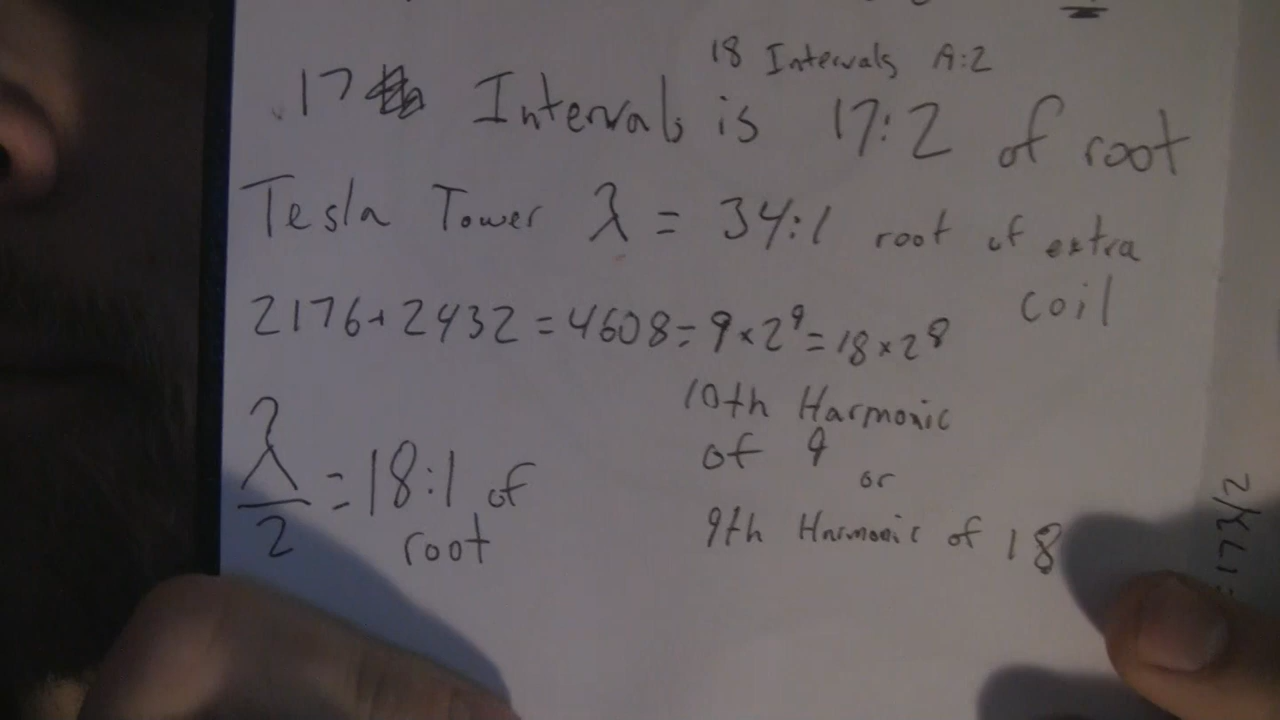 18 Intervals A:2
17 Intervals is 17:2 of root
Tesla Tower λ = 34:1 root of extra
coil
2176+2432=4608=9×2⁹=18×2⁸
10th Harmonic
of 9
or
9th Harmonic of 18
λ/2 = 18:1 of
root